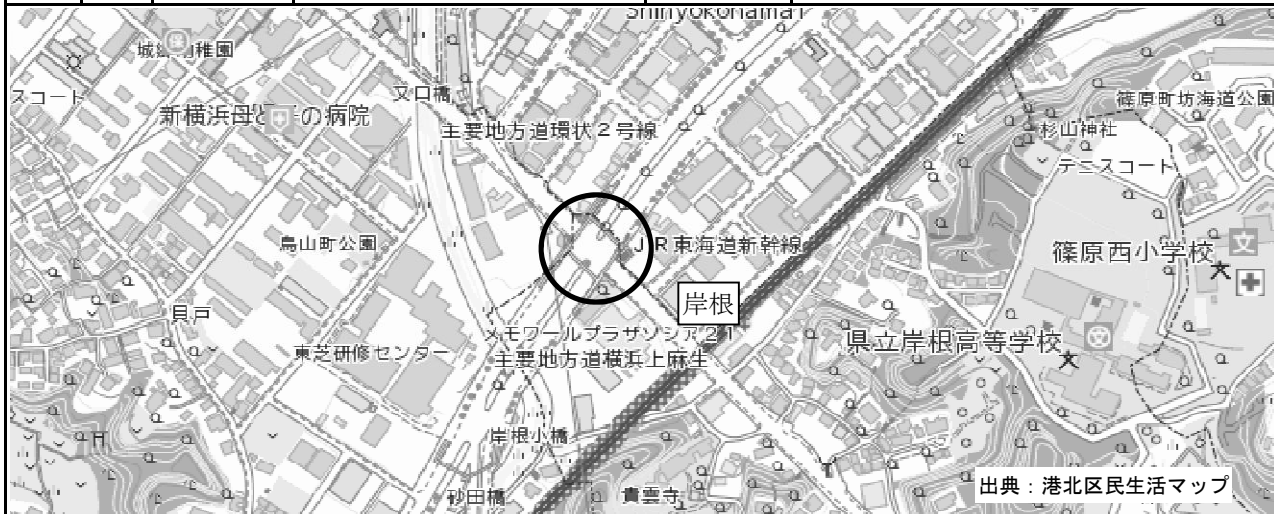 Shinyokohama1
城郷幼稚園
スコート
又口橋
新横浜母と子の病院
主要地方道環状２号線
篠原町坊海道公園
杉山神社
テニスコート
鳥山町公園
ＪＲ東海道新幹線
篠原西小学校
文
岸根
貝戸
東芝研修センター
メモワールプラザソシア２１
主要地方道横浜上麻生
県立岸根高等学校
岸根小橋
砂田橋
貴雲寺
出典：港北区民生活マップ